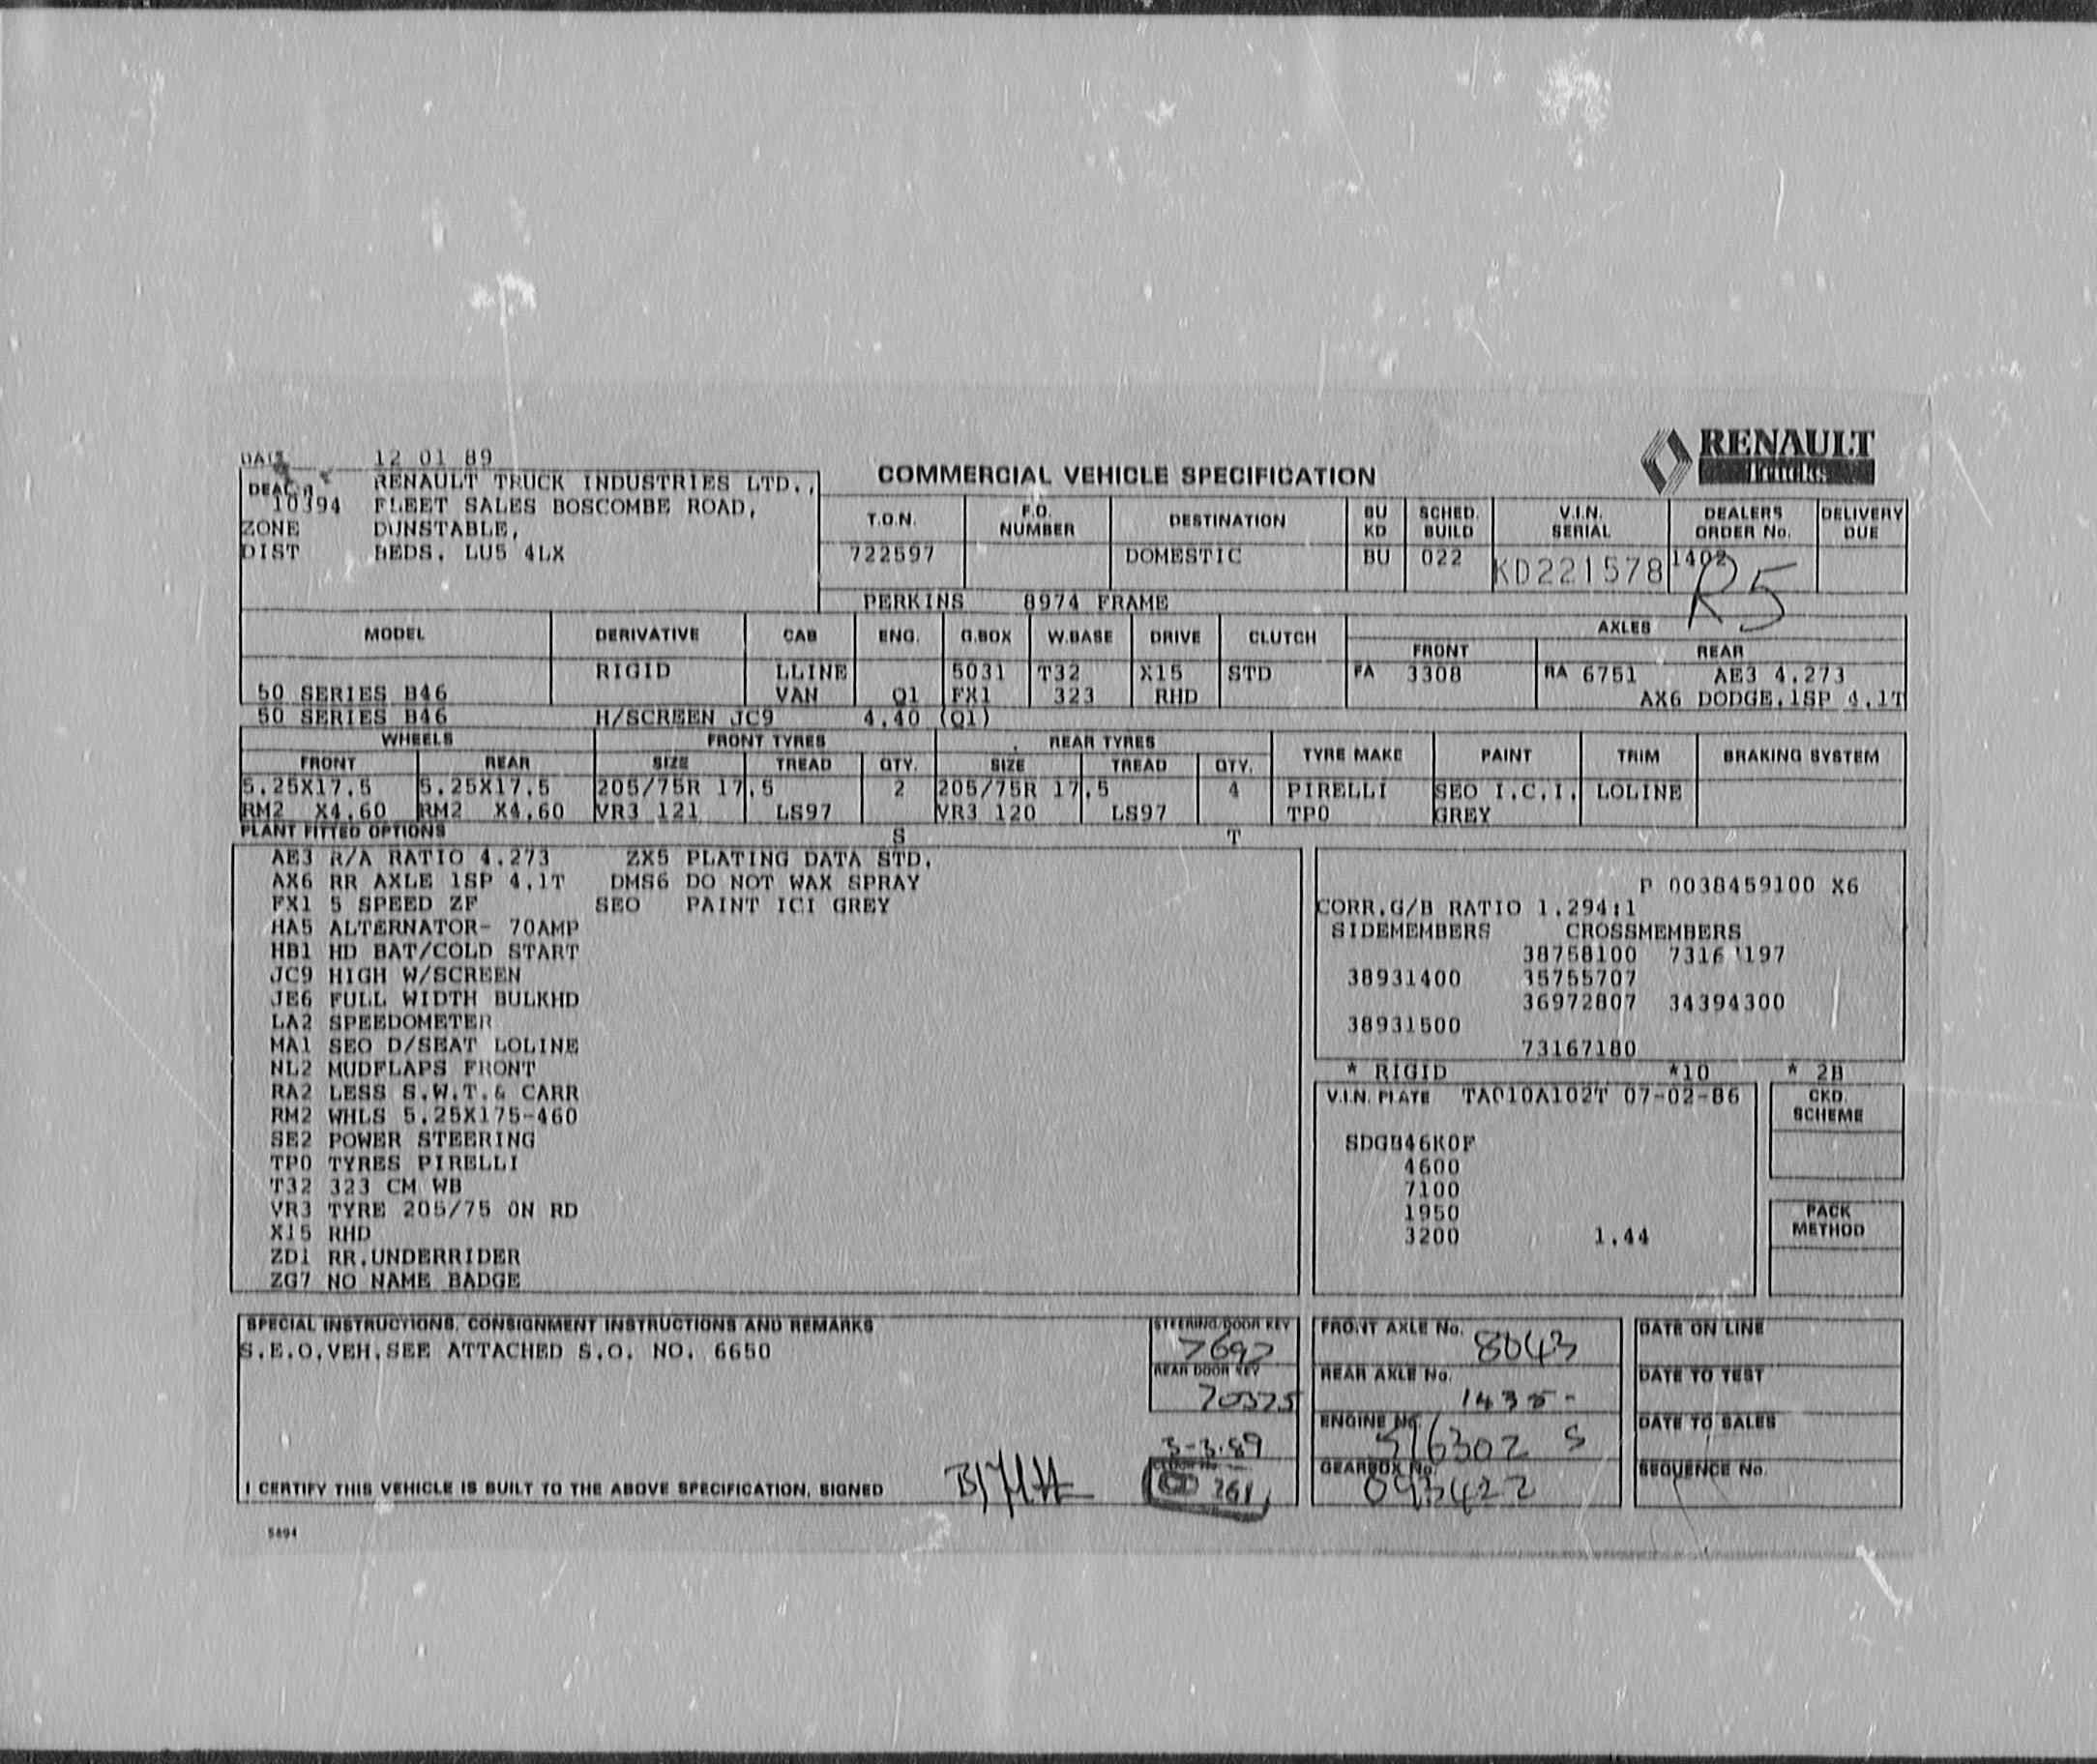 DATE 12 01 89
DEALER RENAULT TRUCK INDUSTRIES LTD.,
10394 FLEET SALES BOSCOMBE ROAD,
ZONE DUNSTABLE,
DIST BEDS. LU5 4LX
COMMERCIAL VEHICLE SPECIFICATION
RENAULT
Trucks
T.O.N. F.O. NUMBER DESTINATION BU KD SCHED. BUILD V.I.N. SERIAL DEALERS ORDER No. DELIVERY DUE
722597 DOMESTIC BU 022 KD221578 1402
R5
PERKINS 8974 FRAME
MODEL DERIVATIVE CAB ENG. G.BOX W.BASE DRIVE CLUTCH AXLES
FRONT REAR
RIGID LLINE 5031 T32 X15 STD FA 3308 RA 6751 AE3 4.273
50 SERIES B46 VAN Q1 FX1 323 RHD AX6 DODGE.1SP 4.1T
50 SERIES B46 H/SCREEN JC9 4.40 (Q1)
WHEELS FRONT TYRES REAR TYRES TYRE MAKE PAINT TRIM BRAKING SYSTEM
FRONT REAR SIZE TREAD QTY. SIZE TREAD QTY.
5.25X17.5 5.25X17.5 205/75R 17.5 2 205/75R 17.5 4 PIRELLI SEO I.C.I. LOLINE
RM2 X4.60 RM2 X4.60 VR3 121 LS97 VR3 120 LS97 TP0 GREY
PLANT FITTED OPTIONS S T
AE3 R/A RATIO 4.273 ZX5 PLATING DATA STD.
AX6 RR AXLE 1SP 4.1T DMS6 DO NOT WAX SPRAY
FX1 5 SPEED ZF SEO PAINT ICI GREY
HA5 ALTERNATOR- 70AMP
HB1 HD BAT/COLD START
JC9 HIGH W/SCREEN
JE6 FULL WIDTH BULKHD
LA2 SPEEDOMETER
MA1 SEO D/SEAT LOLINE
NL2 MUDFLAPS FRONT
RA2 LESS S.W.T.& CARR
RM2 WHLS 5.25X175-460
SE2 POWER STEERING
TP0 TYRES PIRELLI
T32 323 CM WB
VR3 TYRE 205/75 ON RD
X15 RHD
ZD1 RR.UNDERRIDER
ZG7 NO NAME BADGE
P 0038459100 X6
CORR.G/B RATIO 1.294:1
SIDEMEMBERS CROSSMEMBERS
38758100
38931400 35755707
36972807 34394300
38931500
73167180
* RIGID *10 * 2B
V.I.N. PLATE TA010A102T 07-02-86
SDGB46K0F
4600
7100
1950
3200 1.44
CKD. SCHEME
PACK METHOD
SPECIAL INSTRUCTIONS, CONSIGNMENT INSTRUCTIONS AND REMARKS
S.E.O.VEH.SEE ATTACHED S.O. NO. 6650
I CERTIFY THIS VEHICLE IS BUILT TO THE ABOVE SPECIFICATION. SIGNED
STEERING/DOOR KEY
7697
REAR DOOR KEY
70375
3-3.89
261
FRONT AXLE No. 8043
REAR AXLE No. 1435-
ENGINE No. 516302 S
GEARBOX No. 093422
DATE ON LINE
DATE TO TEST
DATE TO SALES
SEQUENCE No.
5894